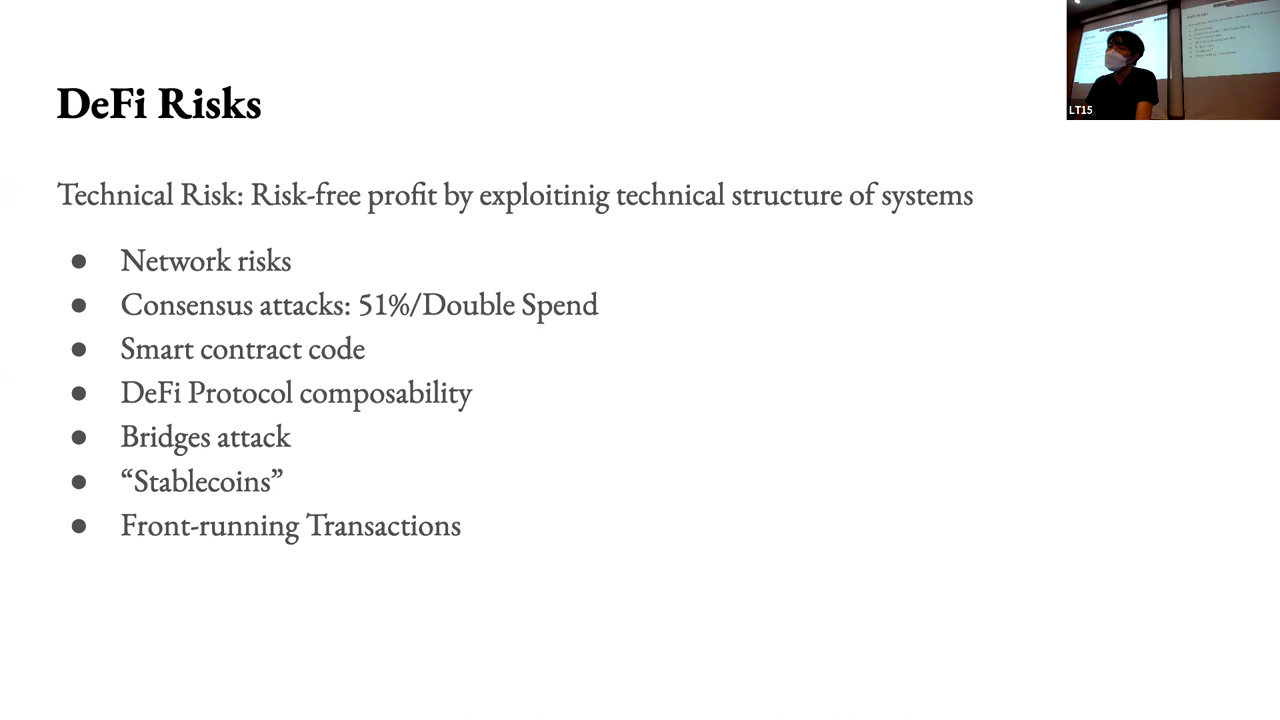 DeFi Risks
Technical Risk: Risk-free profit by exploitinig technical structure of systems
● Network risks
● Consensus attacks: 51%/Double Spend
● Smart contract code
● DeFi Protocol composability
● Bridges attack
● “Stablecoins”
● Front-running Transactions
LT15